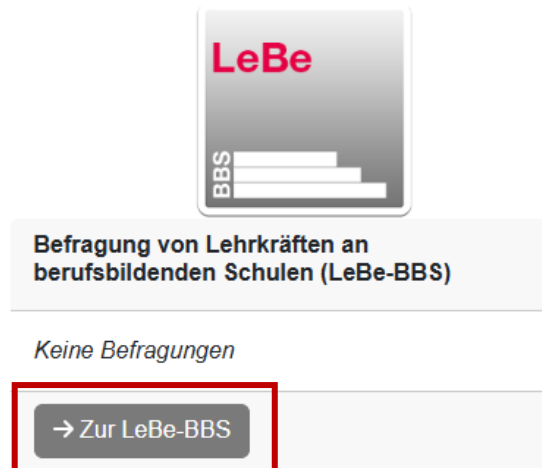 LeBe
BBS
Befragung von Lehrkräften an
berufsbildenden Schulen (LeBe-BBS)
Keine Befragungen
→ Zur LeBe-BBS